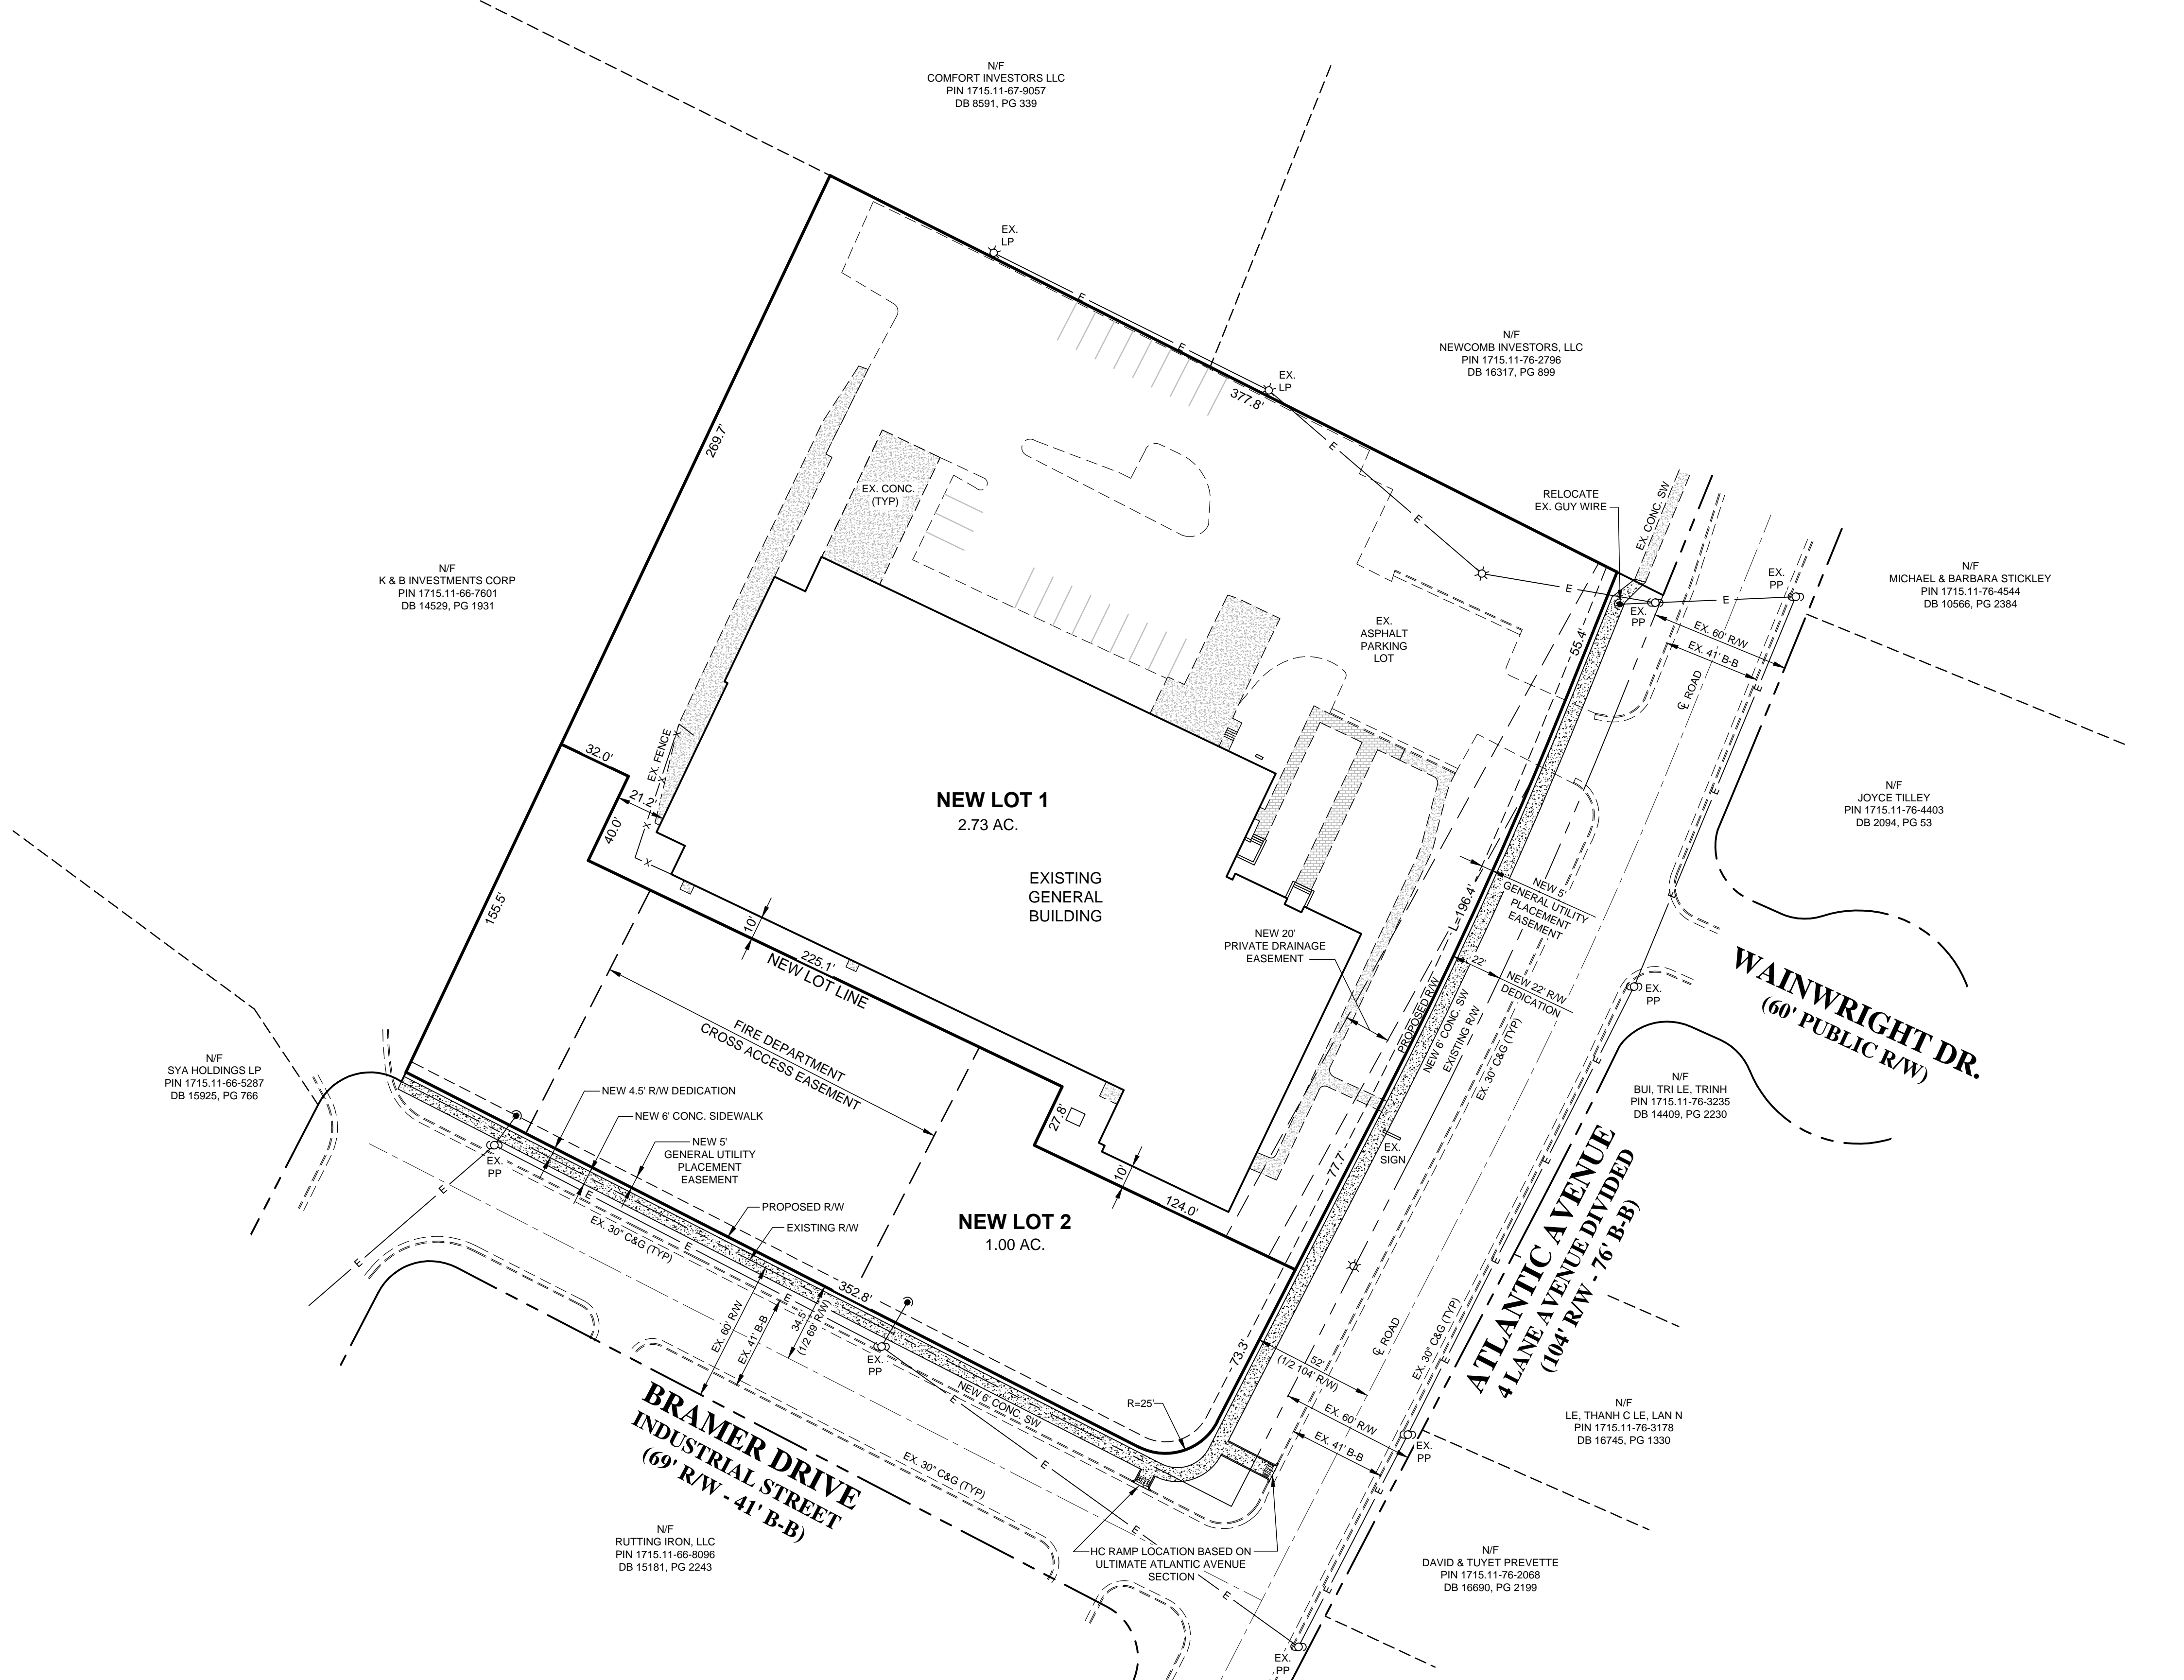 N/F
COMFORT INVESTORS LLC
PIN 1715.11-67-9057
DB 8591, PG 339
EX.
LP
N/F
NEWCOMB INVESTORS, LLC
PIN 1715.11-76-2796
DB 16317, PG 899
EX.
LP
377.8'
269.7'
E
E
E
E
EX. CONC.
(TYP)
RELOCATE
EX. GUY WIRE
EX. CONC. SW
N/F
K & B INVESTMENTS CORP
PIN 1715.11-66-7601
DB 14529, PG 1931
N/F
MICHAEL & BARBARA STICKLEY
PIN 1715.11-76-4544
DB 10566, PG 2384
EX.
PP
E
E
EX.
PP
EX. 60' R/W
EX. 41' B-B
55.4'
EX.
ASPHALT
PARKING
LOT
℄ ROAD
E
32.0'
EX. FENCE
X
X
X
X
21.2'
40.0'
NEW LOT 1
2.73 AC.
EXISTING
GENERAL
BUILDING
N/F
JOYCE TILLEY
PIN 1715.11-76-4403
DB 2094, PG 53
E
E
155.5'
10'
225.1'
NEW LOT LINE
NEW 20'
PRIVATE DRAINAGE
EASEMENT
L=196.4'
NEW 5'
GENERAL UTILITY
PLACEMENT
EASEMENT
22'
NEW 22' R/W
DEDICATION
PROPOSED R/W
NEW 6' CONC. SW
EXISTING R/W
EX. 30" C&G (TYP)
EX.
PP
WAINWRIGHT DR.
(60' PUBLIC R/W)
FIRE DEPARTMENT
CROSS ACCESS EASEMENT
N/F
SYA HOLDINGS LP
PIN 1715.11-66-5287
DB 15925, PG 766
N/F
BUI, TRI LE, TRINH
PIN 1715.11-76-3235
DB 14409, PG 2230
E
NEW 4.5' R/W DEDICATION
NEW 6' CONC. SIDEWALK
NEW 5'
GENERAL UTILITY
PLACEMENT
EASEMENT
27.8'
EX.
SIGN
E
EX.
PP
E
E
10'
77.7'
124.0'
PROPOSED R/W
EXISTING R/W
NEW LOT 2
1.00 AC.
EX. 30" C&G (TYP)
E
E
E
E
ATLANTIC AVENUE
4 LANE AVENUE DIVIDED
(104' R/W - 76' B-B)
352.8'
EX. 60' R/W
EX. 41' B-B
34.5'
(1/2 69' R/W)
E
73.3'
℄ ROAD
EX. 30" C&G (TYP)
E
52'
(1/2 104' R/W)
EX.
PP
E
NEW 6' CONC. SW
R=25'
EX. 60' R/W
EX. 41' B-B
EX.
PP
N/F
LE, THANH C LE, LAN N
PIN 1715.11-76-3178
DB 16745, PG 1330
BRAMER DRIVE
INDUSTRIAL STREET
(69' R/W - 41' B-B)
EX. 30" C&G (TYP)
E
E
E
N/F
RUTTING IRON, LLC
PIN 1715.11-66-8096
DB 15181, PG 2243
HC RAMP LOCATION BASED ON
ULTIMATE ATLANTIC AVENUE
SECTION
E
E
N/F
DAVID & TUYET PREVETTE
PIN 1715.11-76-2068
DB 16690, PG 2199
EX.
PP